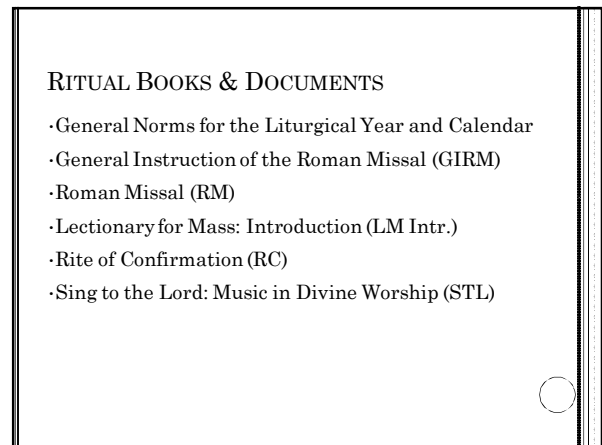 RITUAL BOOKS & DOCUMENTS
·General Norms for the Liturgical Year and Calendar
·General Instruction of the Roman Missal (GIRM)
·Roman Missal (RM)
·Lectionary for Mass: Introduction (LM Intr.)
·Rite of Confirmation (RC)
·Sing to the Lord: Music in Divine Worship (STL)